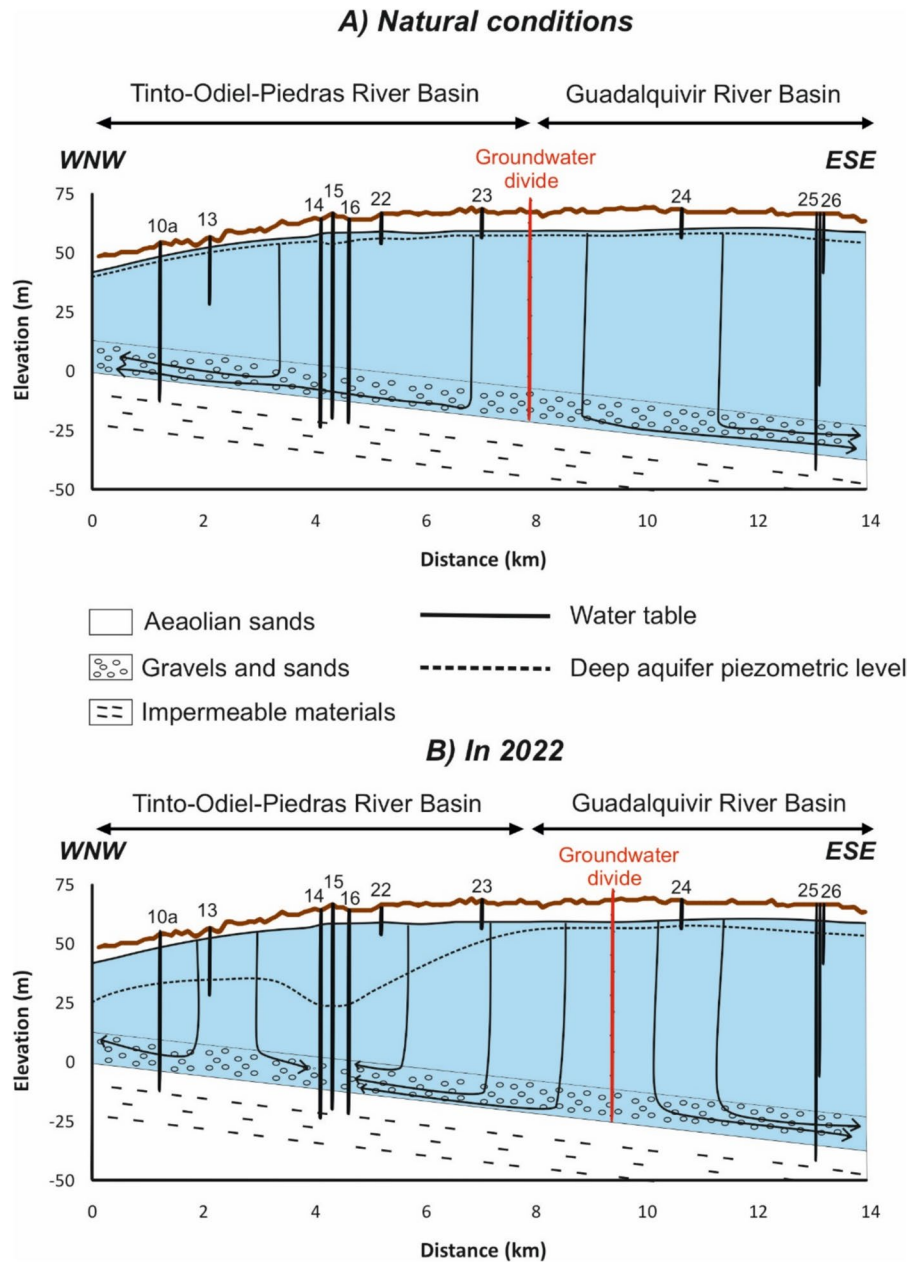 A) Natural conditions
Tinto-Odiel-Piedras River Basin
Guadalquivir River Basin
WNW
Groundwater
divide
ESE
75
50
25
0
-25
-50
Elevation (m)
10a
13
14
15
16
22
23
24
25
26
0 2 4 6 8 10 12 14
Distance (km)
Aeaolian sands
Water table
Gravels and sands
Deep aquifer piezometric level
Impermeable materials
B) In 2022
Tinto-Odiel-Piedras River Basin
Guadalquivir River Basin
WNW
Groundwater
divide
ESE
75
50
25
0
-25
-50
Elevation (m)
10a
13
14
15
16
22
23
24
25
26
0 2 4 6 8 10 12 14
Distance (km)